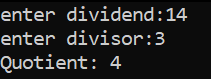 enter dividend:14
enter divisor:3
Quotient: 4